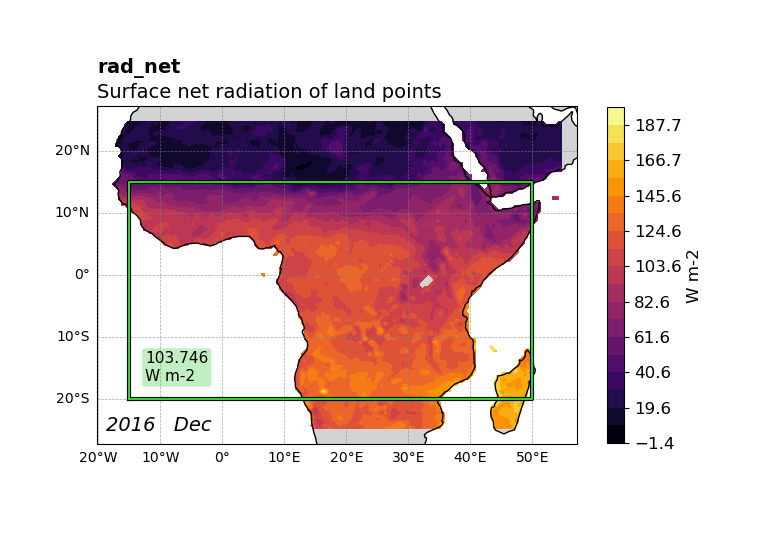 rad_net
Surface net radiation of land points
20°N
10°N
0°
10°S
20°S
20°W 10°W 0° 10°E 20°E 30°E 40°E 50°E
103.746
W m-2
2016 Dec
187.7
166.7
145.6
124.6
103.6
82.6
61.6
40.6
19.6
−1.4
W m-2